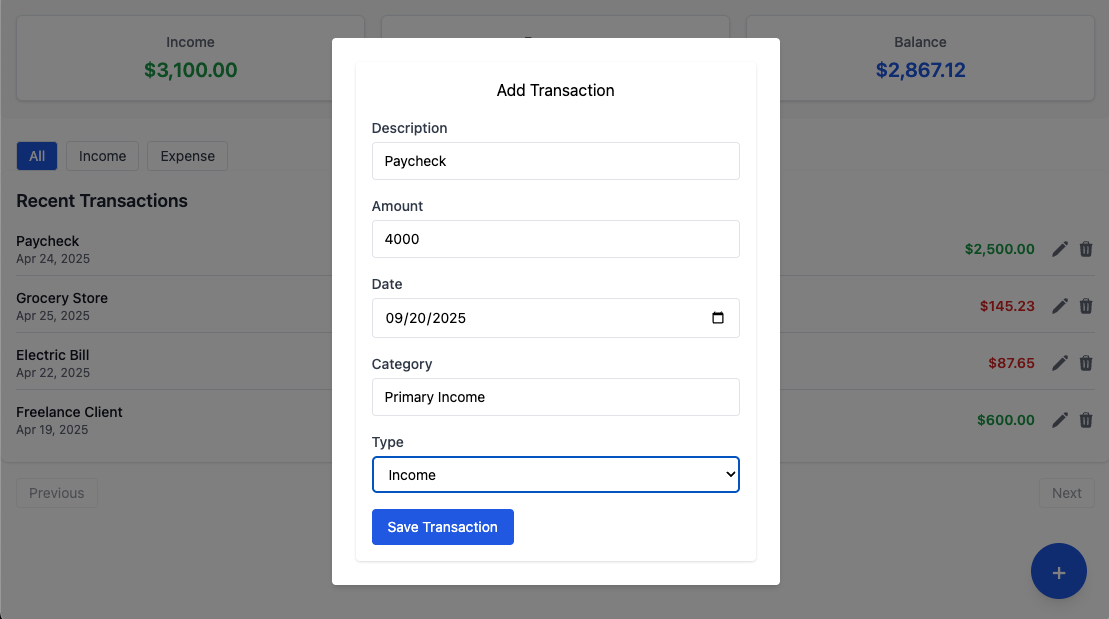 Income
Balance
$3,100.00
$2,867.12
Add Transaction
Description
Paycheck
Amount
4000
Date
09/20/2025
Category
Primary Income
Type
Income
Save Transaction
All
Income
Expense
Recent Transactions
Paycheck
Apr 24, 2025
$2,500.00
Grocery Store
Apr 25, 2025
$145.23
Electric Bill
Apr 22, 2025
$87.65
Freelance Client
Apr 19, 2025
$600.00
Previous
Next
+